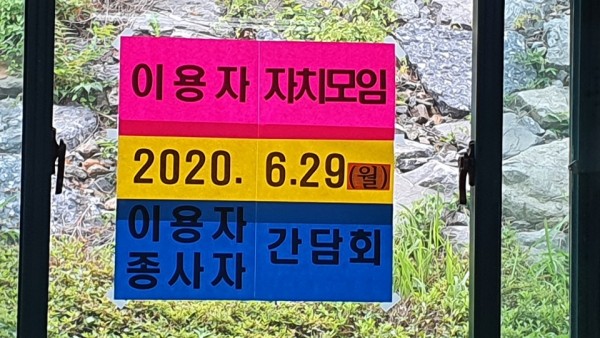 이용자 자치모임
2020. 6.29(월)
이용자
종사자 간담회